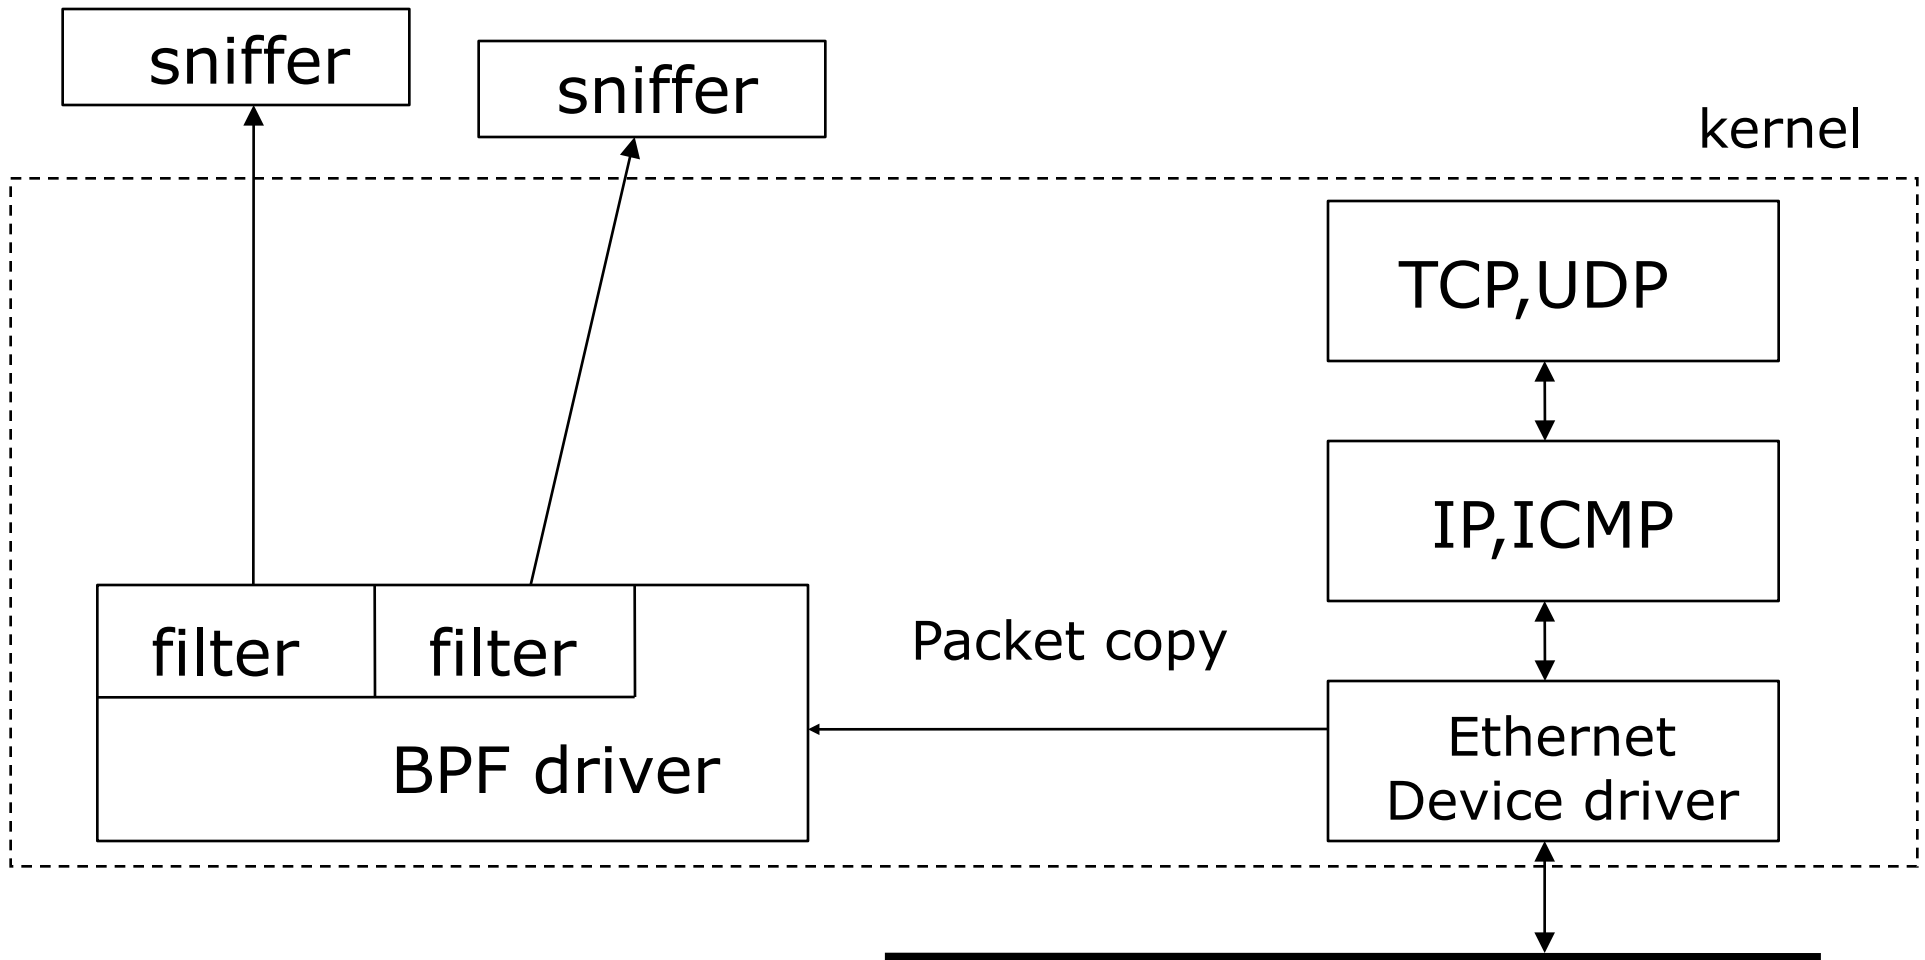 sniffer
sniffer
kernel
TCP,UDP
IP,ICMP
filter
filter
Packet copy
BPF driver
Ethernet
Device driver